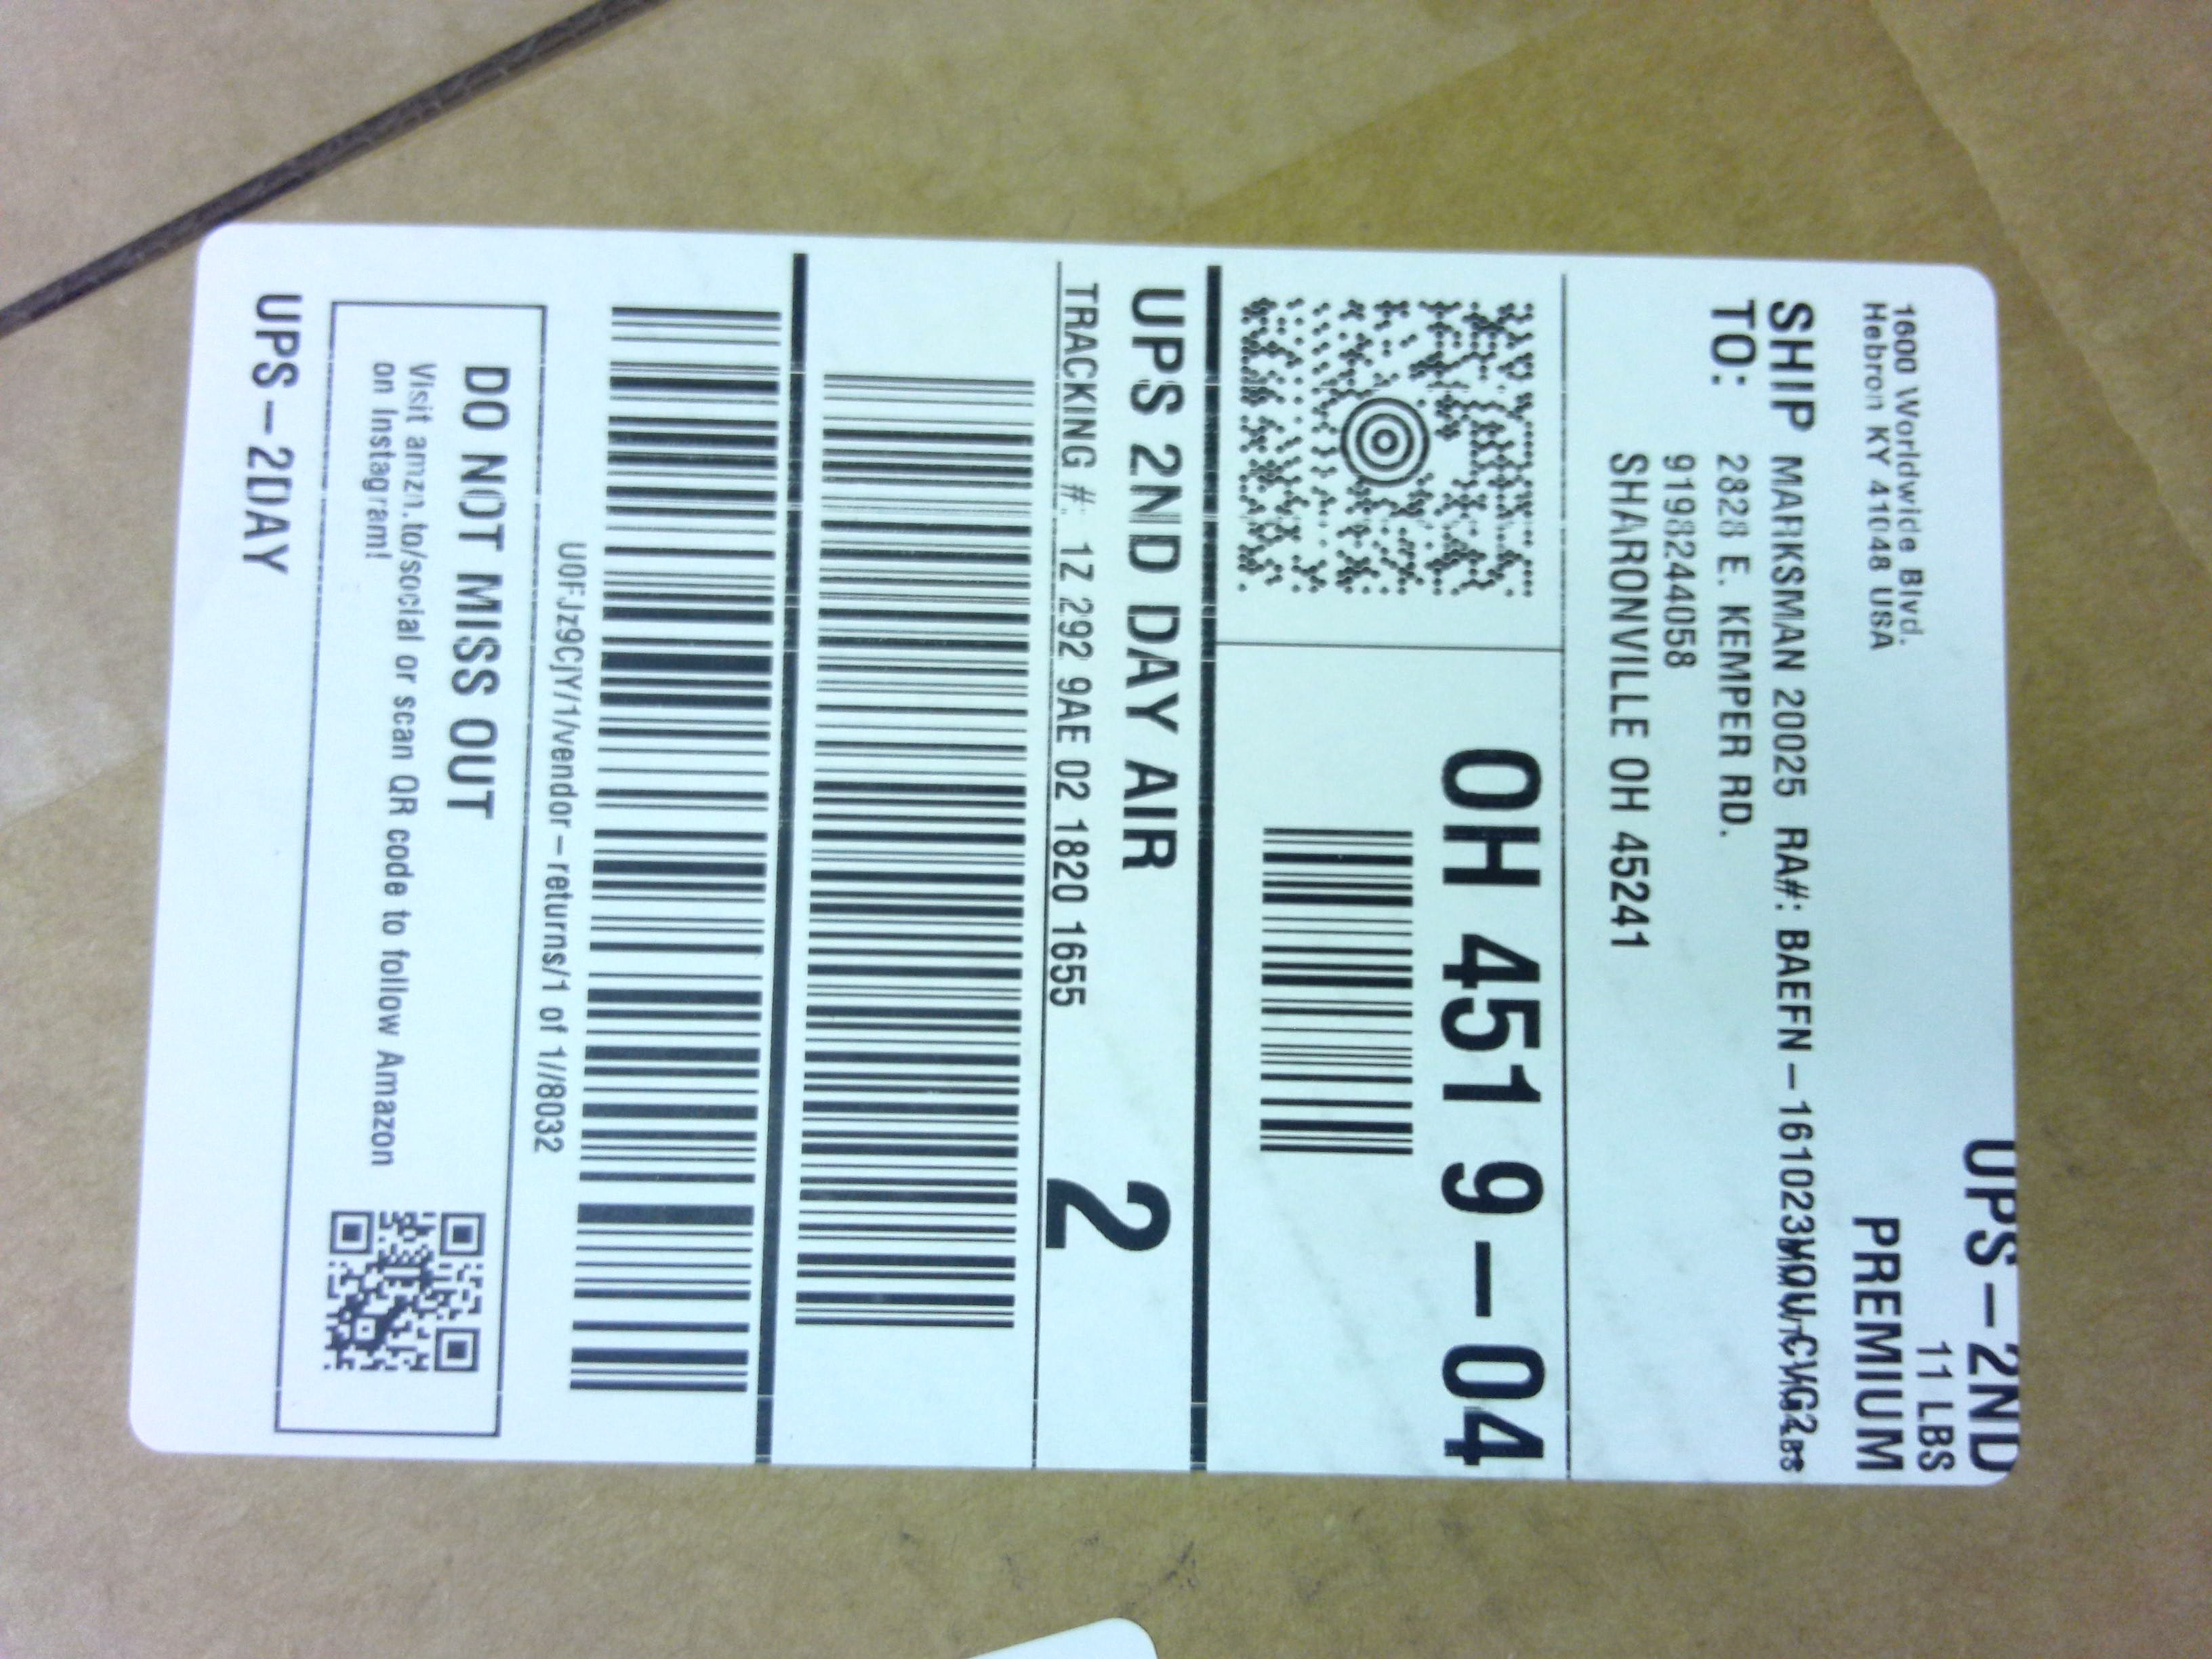 UPS-2ND
11 LBS
PREMIUM
1600 Worldwide Blvd.
Hebron KY 41048 USA
SHIP
TO:
MARKSMAN 20025 RA#: BAEFN-161023
2828 E. KEMPER RD.
9198244058
SHARONVILLE OH 45241
OH 451 9-04
UPS 2ND DAY AIR
TRACKING #: 1Z 292 9AE 02 1820 1655
2
U0FJz9CjY/1/vendor-returns/1 of 1//8032
DO NOT MISS OUT
Visit amzn.to/social or scan QR code to follow Amazon
on Instagram!
UPS-2DAY